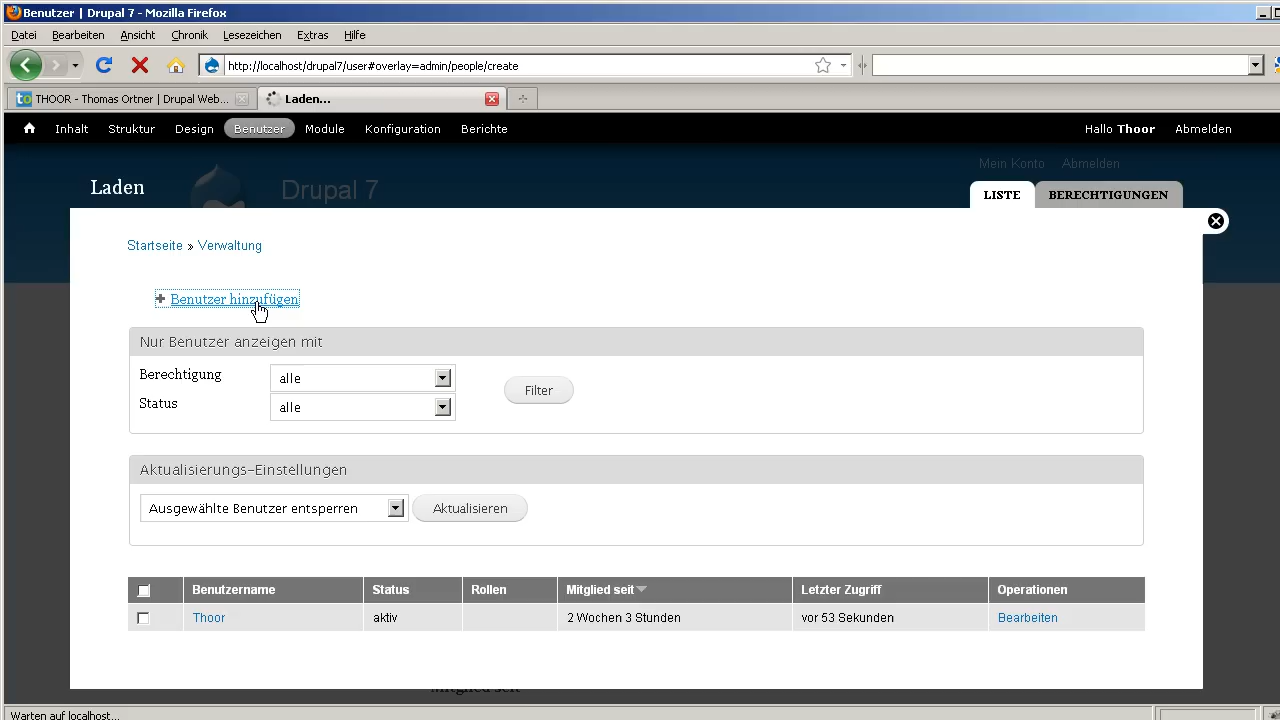 Benutzer | Drupal 7 - Mozilla Firefox
Datei Bearbeiten Ansicht Chronik Lesezeichen Extras Hilfe
http://localhost/drupal7/user#overlay=admin/people/create
THOOR - Thomas Ortner | Drupal Web... Laden...
Inhalt Struktur Design Benutzer Module Konfiguration Berichte Hallo Thoor Abmelden
Mein Konto Abmelden
Laden Drupal 7 LISTE BERECHTIGUNGEN
Startseite » Verwaltung
Benutzer hinzufügen
Nur Benutzer anzeigen mit
Berechtigung alle
Status alle
Filter
Aktualisierungs-Einstellungen
Ausgewählte Benutzer entsperren Aktualisieren
Benutzername Status Rollen Mitglied seit Letzter Zugriff Operationen
Thoor aktiv 2 Wochen 3 Stunden vor 53 Sekunden Bearbeiten
Mitglied seit
Warten auf localhost...